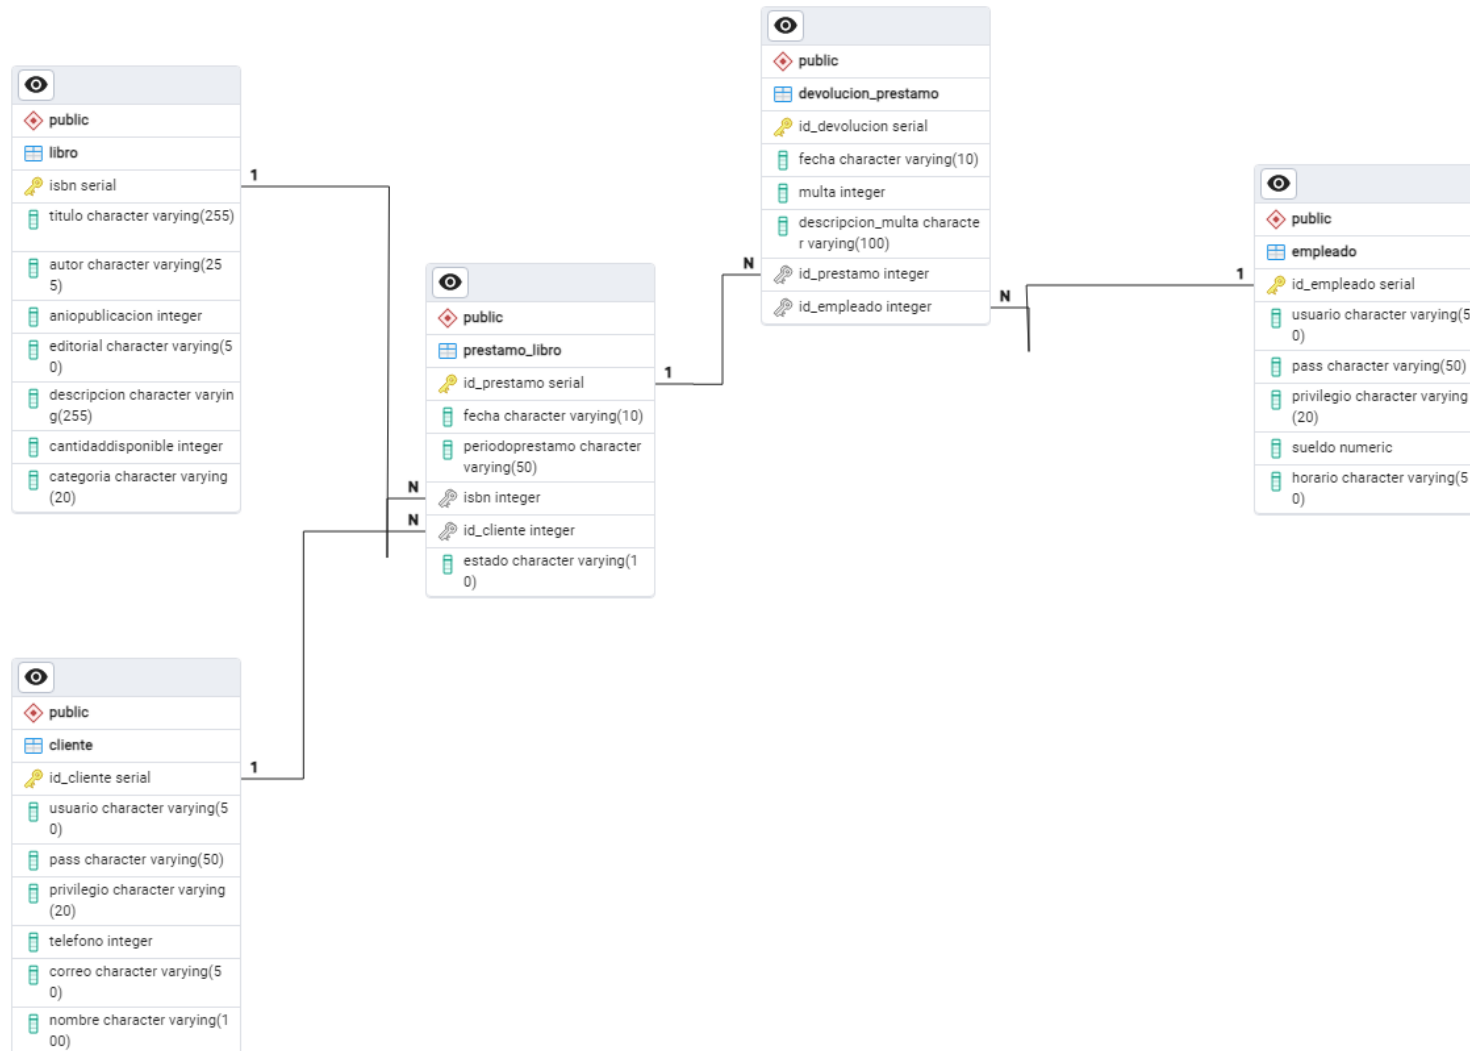 public
libro
isbn serial
titulo character varying(255)
autor character varying(25
5)
aniopublicacion integer
editorial character varying(5
0)
descripcion character varyin
g(255)
cantidaddisponible integer
categoria character varying
(20)
1
public
cliente
id_cliente serial
usuario character varying(5
0)
pass character varying(50)
privilegio character varying
(20)
telefono integer
correo character varying(5
0)
nombre character varying(1
00)
1
public
prestamo_libro
id_prestamo serial
fecha character varying(10)
periodoprestamo character
varying(50)
N
isbn integer
N
id_cliente integer
estado character varying(1
0)
1
public
devolucion_prestamo
id_devolucion serial
fecha character varying(10)
multa integer
descripcion_multa characte
r varying(100)
N
id_prestamo integer
id_empleado integer
N
1
public
empleado
id_empleado serial
usuario character varying(5
0)
pass character varying(50)
privilegio character varying
(20)
sueldo numeric
horario character varying(5
0)